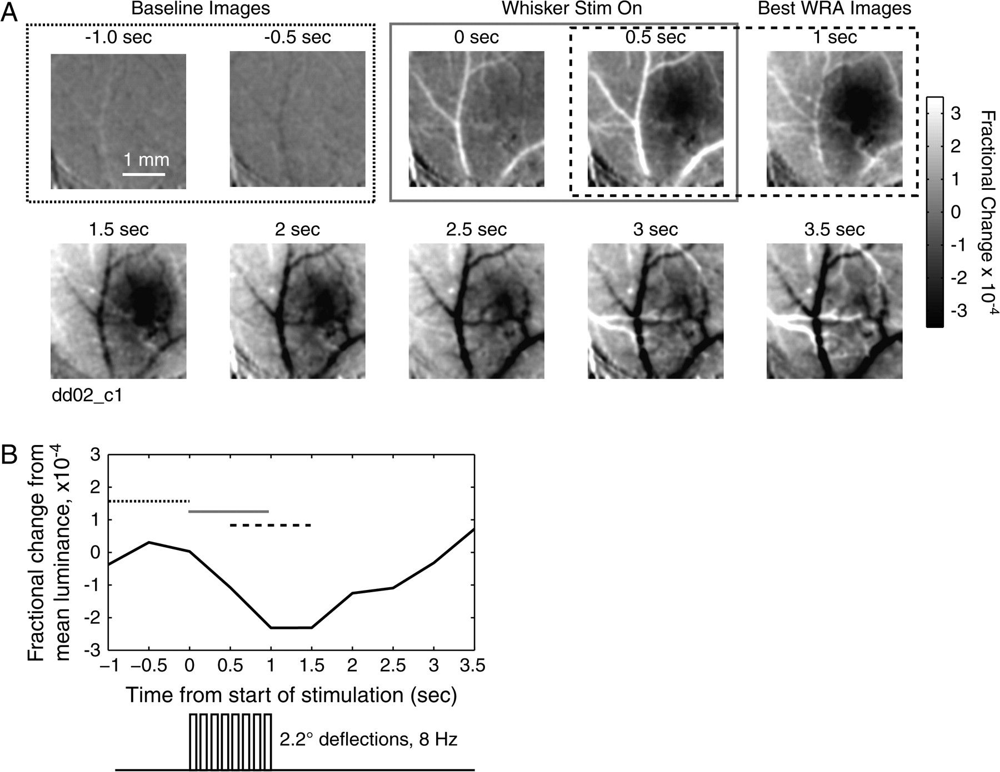 A
Baseline Images
Whisker Stim On
Best WRA Images
-1.0 sec
-0.5 sec
0 sec
0.5 sec
1 sec
1 mm
3
2
1
0
-1
-2
-3
Fractional Change x 10⁻⁴
1.5 sec
2 sec
2.5 sec
3 sec
3.5 sec
dd02_c1
B
Fractional change from
mean luminance, x10⁻⁴
3
2
1
0
-1
-2
-3
−1 −0.5 0 0.5 1 1.5 2 2.5 3 3.5
Time from start of stimulation (sec)
2.2° deflections, 8 Hz